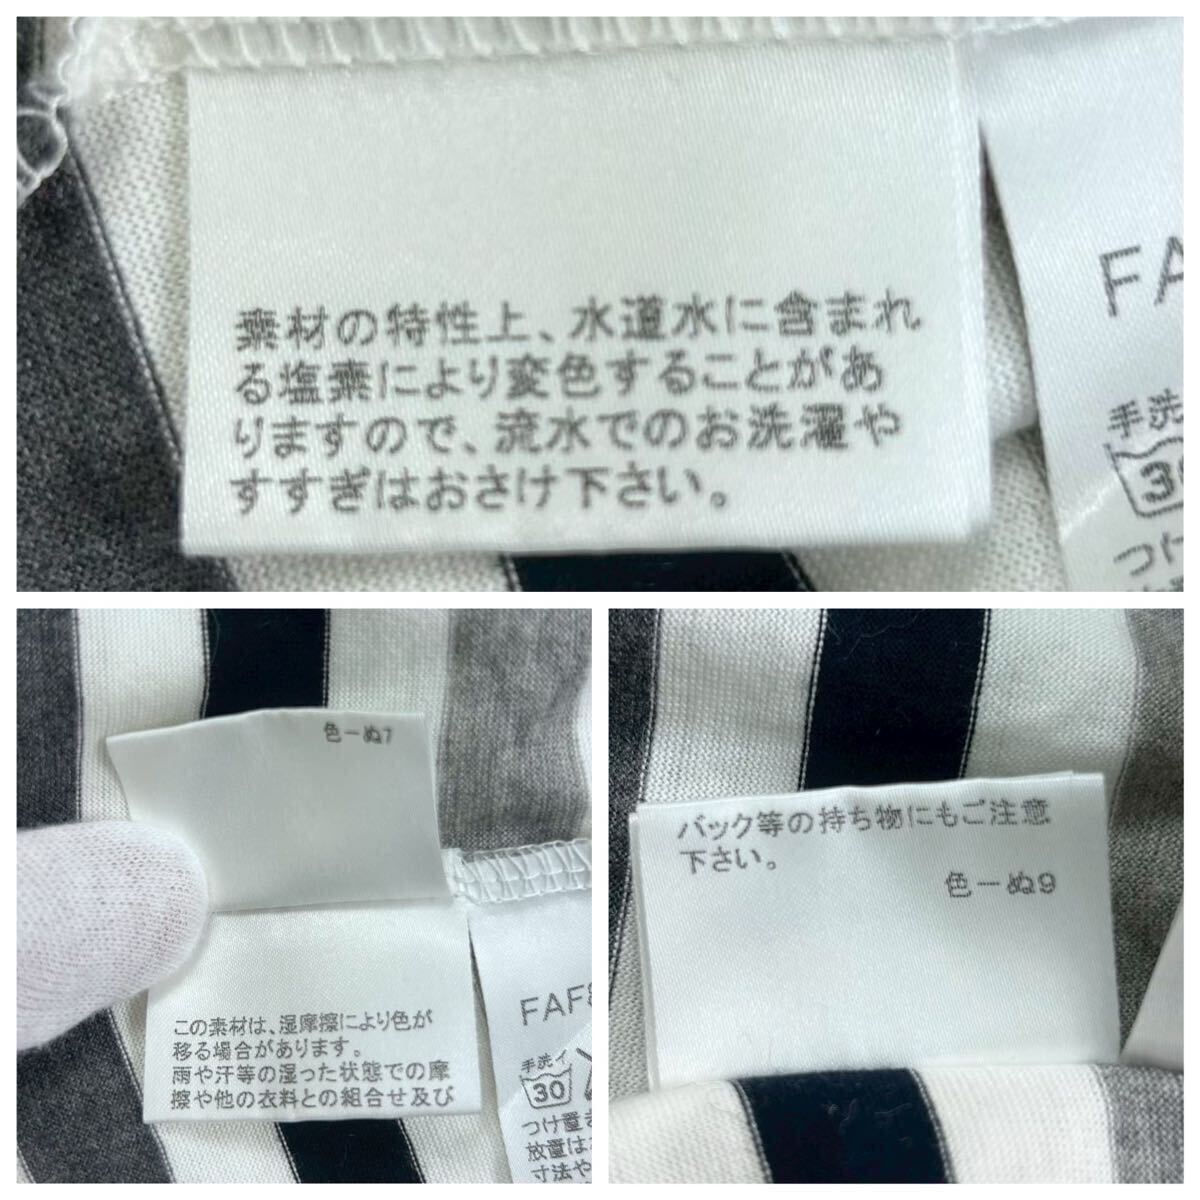 素材の特性上、水道水に含まれ
る塩素により変色することがあ
りますので、流水でのお洗濯や
すすぎはおさけ下さい。
FA
手洗
30
つけ
色ーぬ7
この素材は、湿摩擦により色が
移る場合があります。
雨や汗等の湿った状態での摩
擦や他の衣料との組合せ及び
FAF8
手洗イ
30
つけ置き
放置は
寸法や
バック等の持ち物にもご注意
下さい。
色ーぬ9